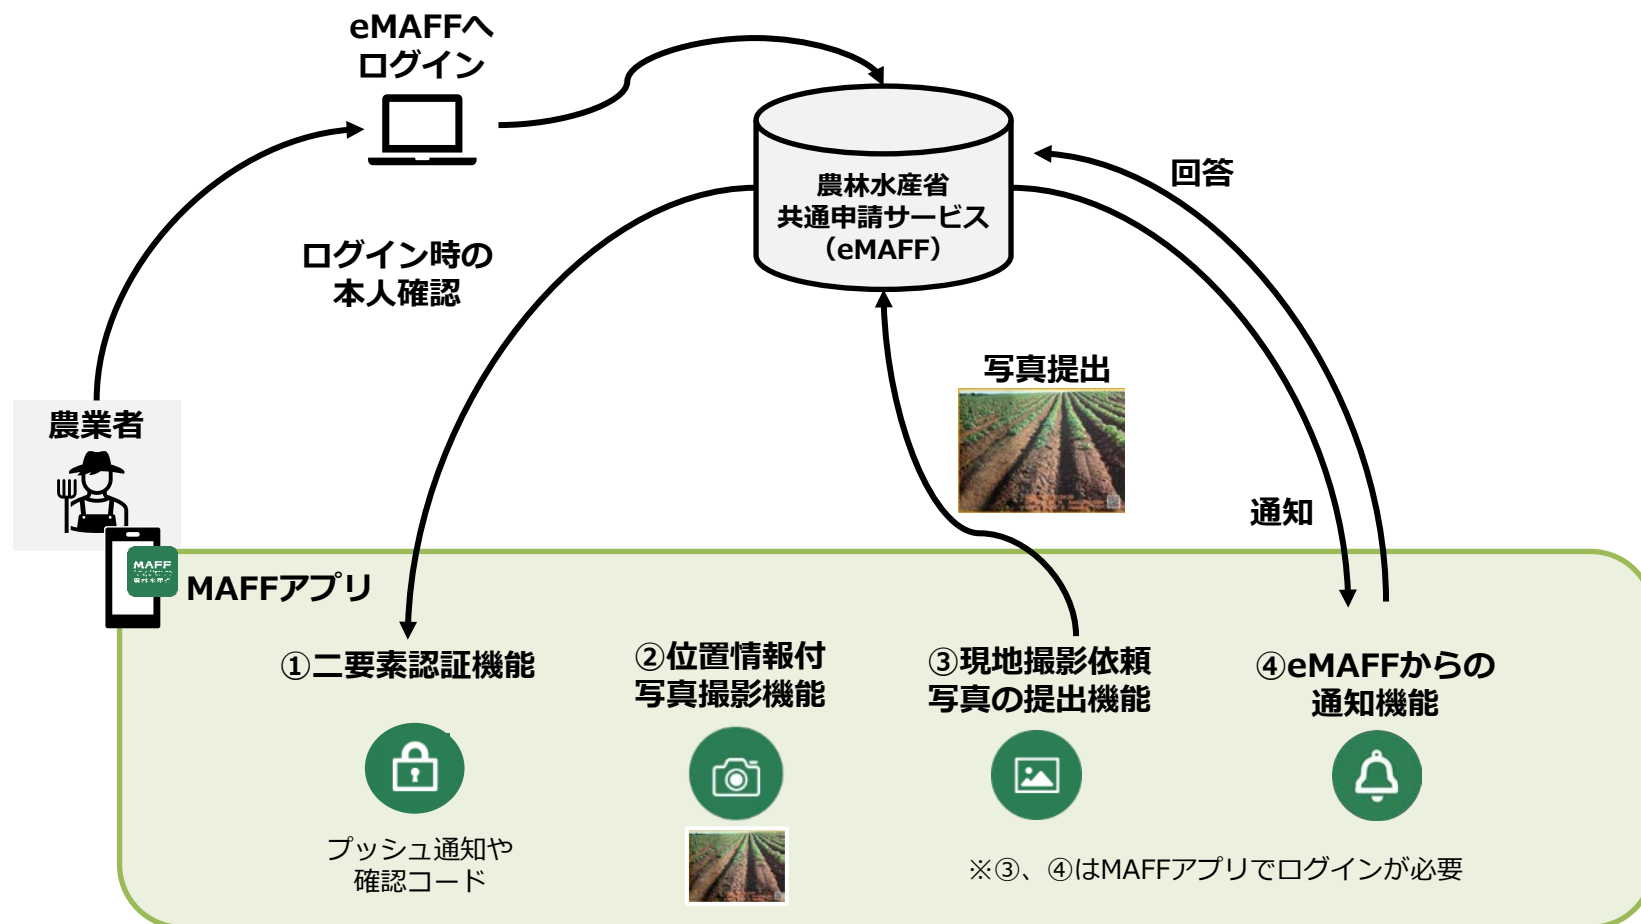 eMAFFへ
ログイン
農林水産省
共通申請サービス
（eMAFF）
回答
ログイン時の
本人確認
写真提出
農業者
通知
MAFF
農林水産省
MAFFアプリ
①二要素認証機能
②位置情報付
写真撮影機能
③現地撮影依頼
写真の提出機能
④eMAFFからの
通知機能
プッシュ通知や
確認コード
※③、④はMAFFアプリでログインが必要